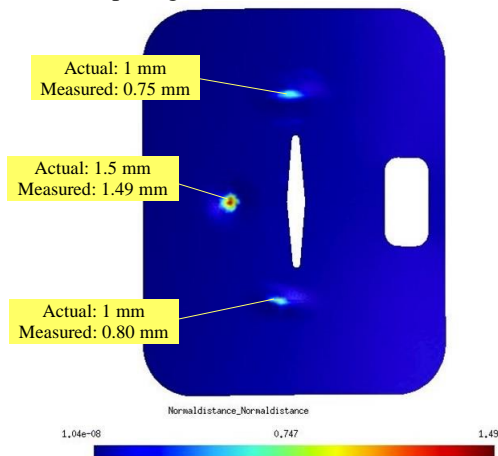 Actual: 1 mm
Measured: 0.75 mm
Actual: 1.5 mm
Measured: 1.49 mm
Actual: 1 mm
Measured: 0.80 mm
Normaldistance_Normaldistance
1.04e-08 0.747 1.49